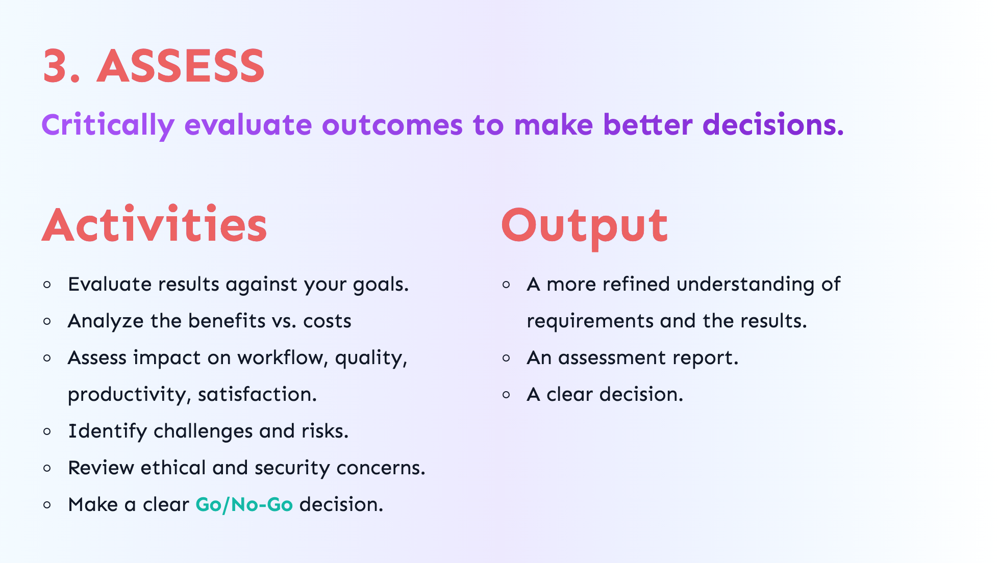 3. ASSESS
Critically evaluate outcomes to make better decisions.
Activities
Evaluate results against your goals.
Analyze the benefits vs. costs
Assess impact on workflow, quality,
productivity, satisfaction.
Identify challenges and risks.
Review ethical and security concerns.
Make a clear Go/No-Go decision.
Output
A more refined understanding of
requirements and the results.
An assessment report.
A clear decision.